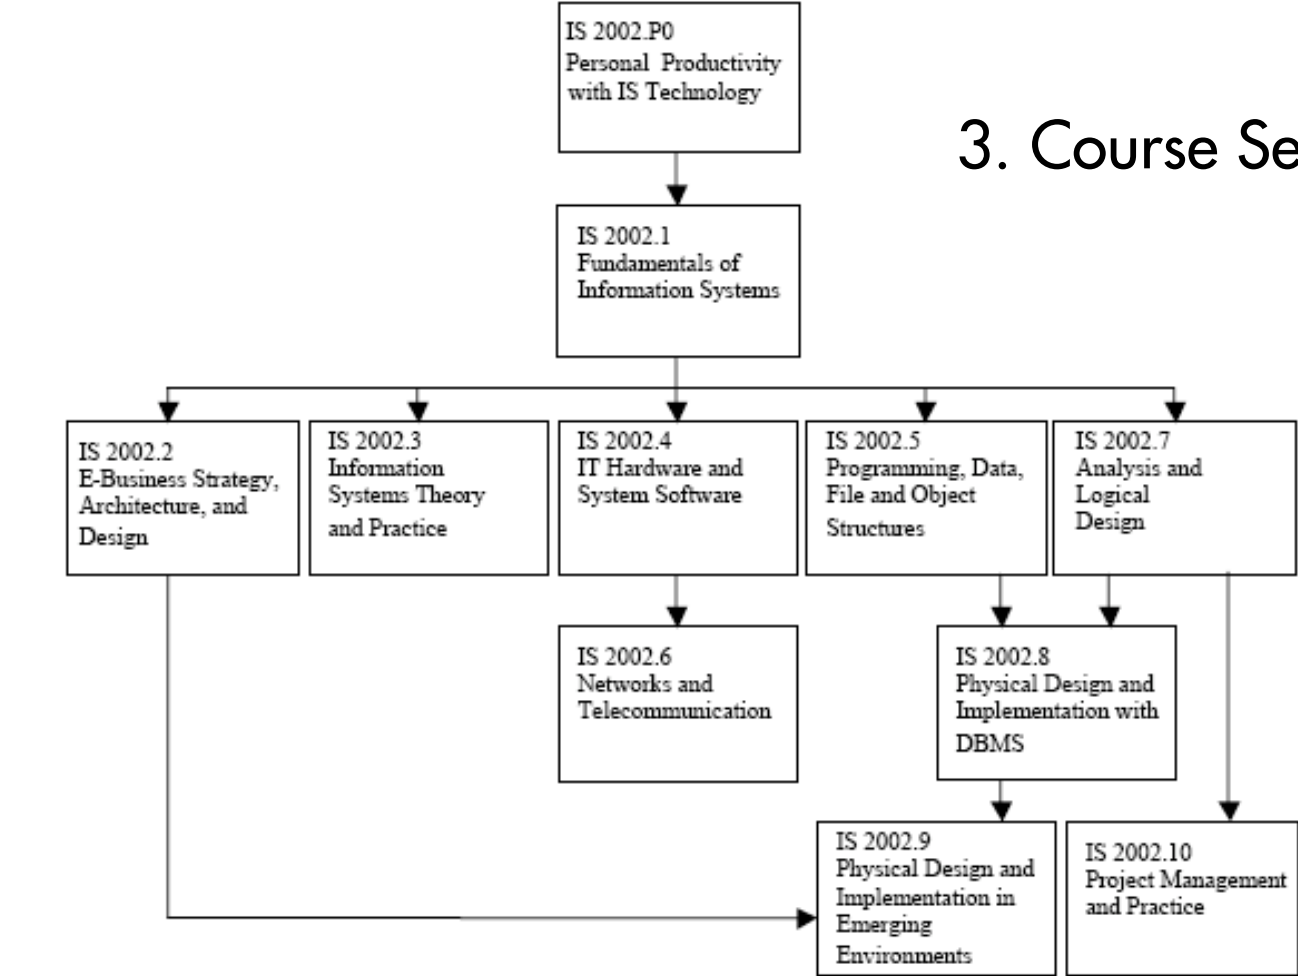 IS 2002.P0
Personal Productivity
with IS Technology
3. Course Se
IS 2002.1
Fundamentals of
Information Systems
IS 2002.2
E-Business Strategy,
Architecture, and
Design
IS 2002.3
Information
Systems Theory
and Practice
IS 2002.4
IT Hardware and
System Software
IS 2002.5
Programming, Data,
File and Object
Structures
IS 2002.7
Analysis and
Logical
Design
IS 2002.6
Networks and
Telecommunication
IS 2002.8
Physical Design and
Implementation with
DBMS
IS 2002.9
Physical Design and
Implementation in
Emerging
Environments
IS 2002.10
Project Management
and Practice